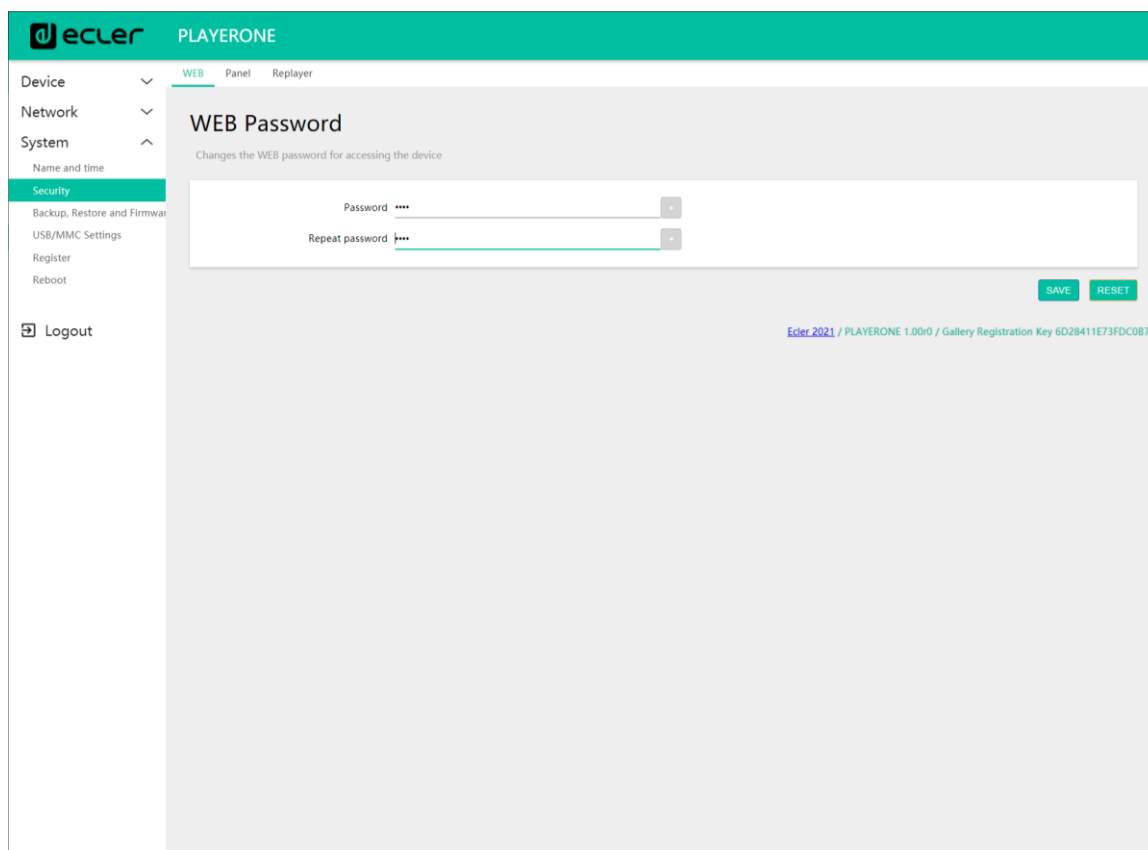 ecler PLAYERONE
WEB Panel Replayer
Device
Network
System
Name and time
Security
Backup, Restore and Firmwar
USB/MMC Settings
Register
Reboot
Logout
WEB Password
Changes the WEB password for accessing the device
Password ••••
Repeat password ••••
SAVE RESET
Ecler 2021 / PLAYERONE 1.00r0 / Gallery Registration Key 6D28411E73FDC0B7